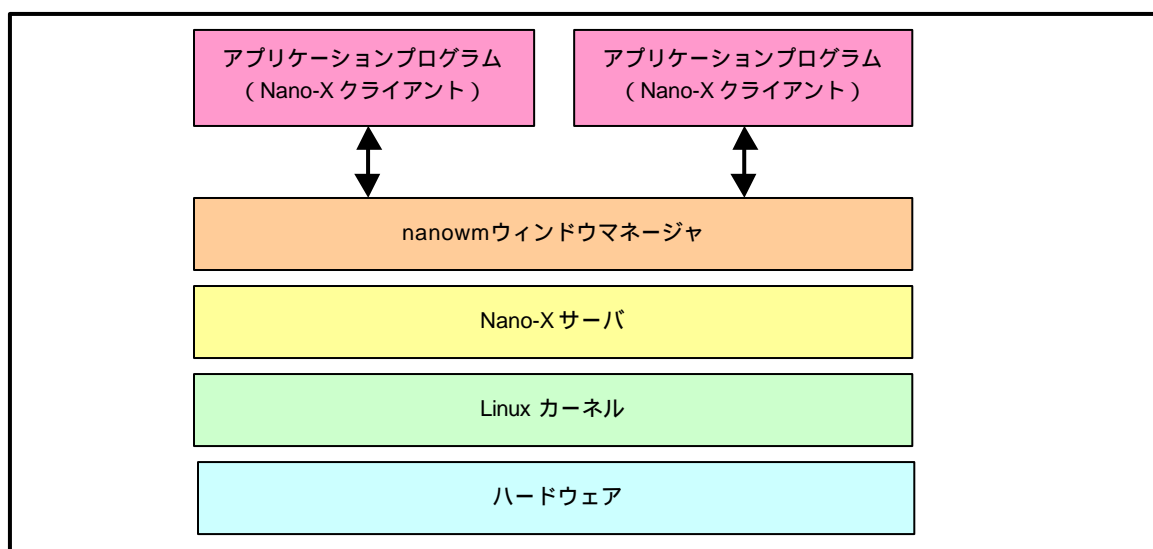 アプリケーションプログラム
（Nano-X クライアント）
アプリケーションプログラム
（Nano-X クライアント）
nanowmウィンドウマネージャ
Nano-X サーバ
Linux カーネル
ハードウェア